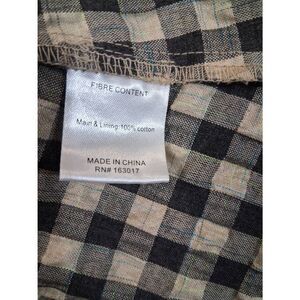 FIBRE CONTENT
Main & Lining:100% cotton
MADE IN CHINA
RN# 163017